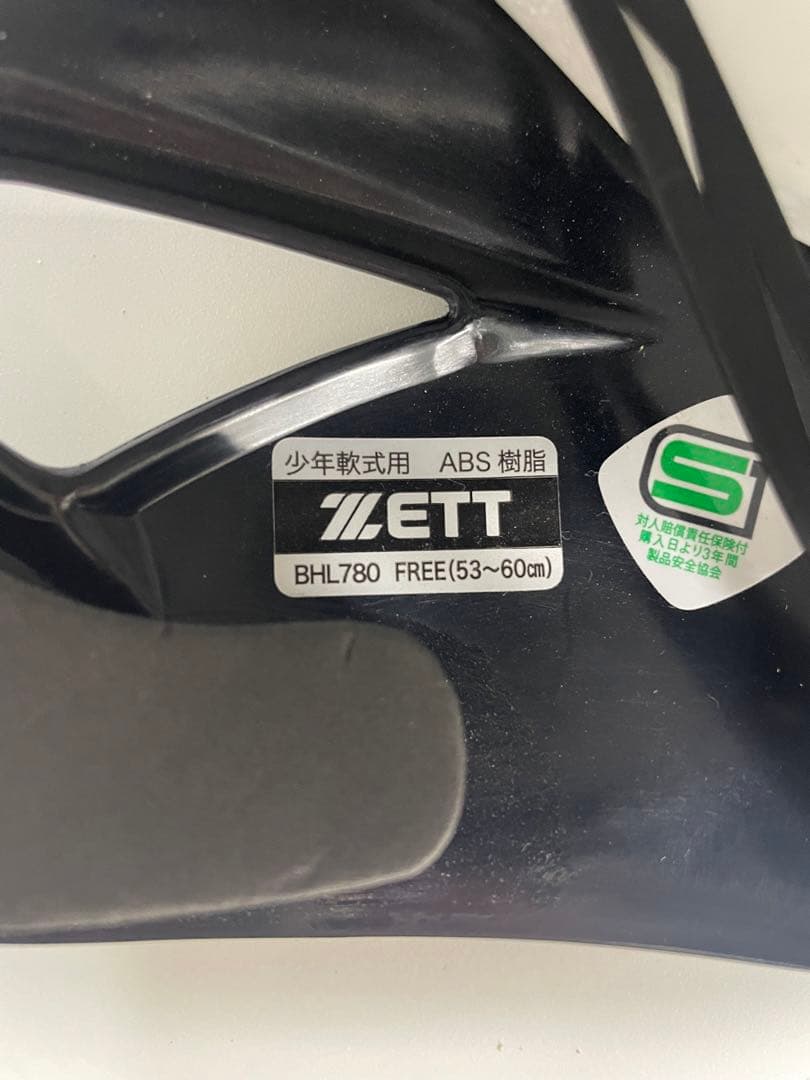 少年軟式用 ABS 樹脂
ZETT
BHL780 FREE(53〜60㎝)
S
対人賠償責任保険付
購入日より3年間
製品安全協会